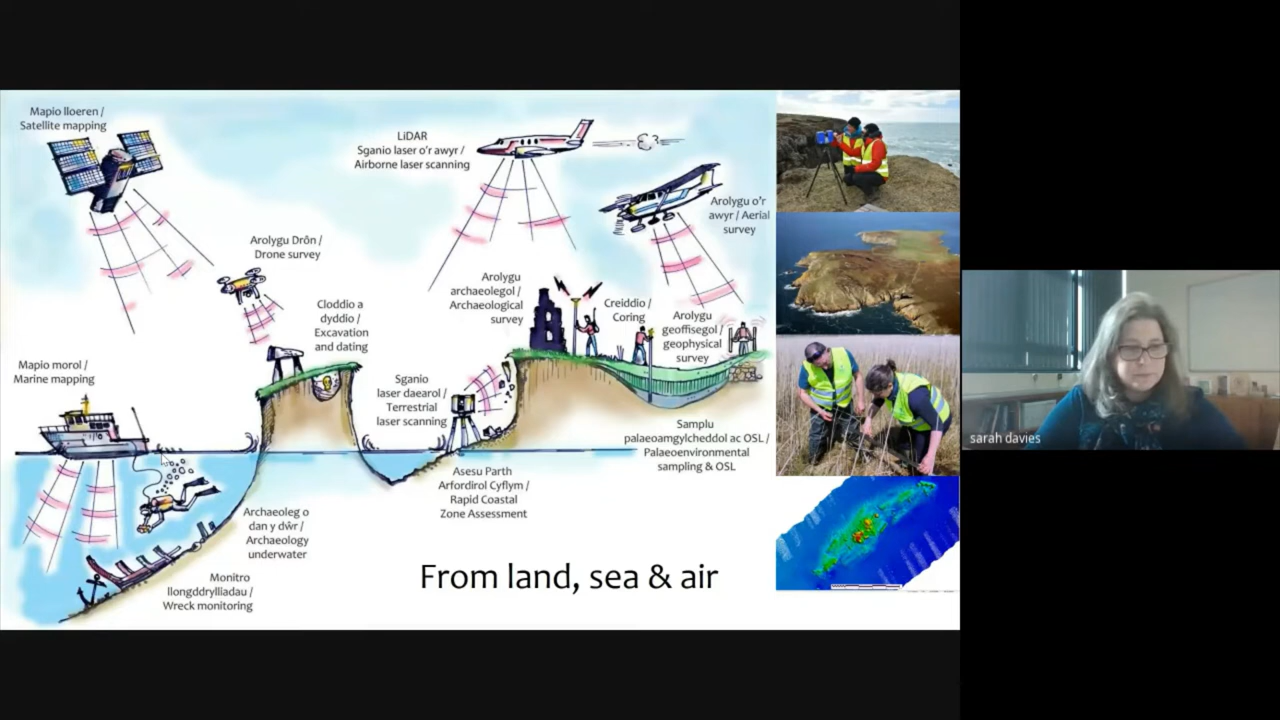 Mapio lloeren /
Satellite mapping
LiDAR
Sganio laser o'r awyr /
Airborne laser scanning
Arolygu o'r
awyr / Aerial
survey
Arolygu Drôn /
Drone survey
Cloddio a
dyddio /
Excavation
and dating
Arolygu
archaeolegol /
Archaeological
survey
Creiddio /
Coring
Arolygu
geoffisegol /
geophysical
survey
Mapio morol /
Marine mapping
Sganio
laser daearol /
Terrestrial
laser scanning
Samplu
palaeoamgylcheddol ac OSL /
Palaeoenvironmental
sampling & OSL
Asesu Parth
Arfordirol Cyflym /
Rapid Coastal
Zone Assessment
Archaeoleg o
dan y dŵr /
Archaeology
underwater
Monitro
llongddrylliadau /
Wreck monitoring
From land, sea & air
sarah davies